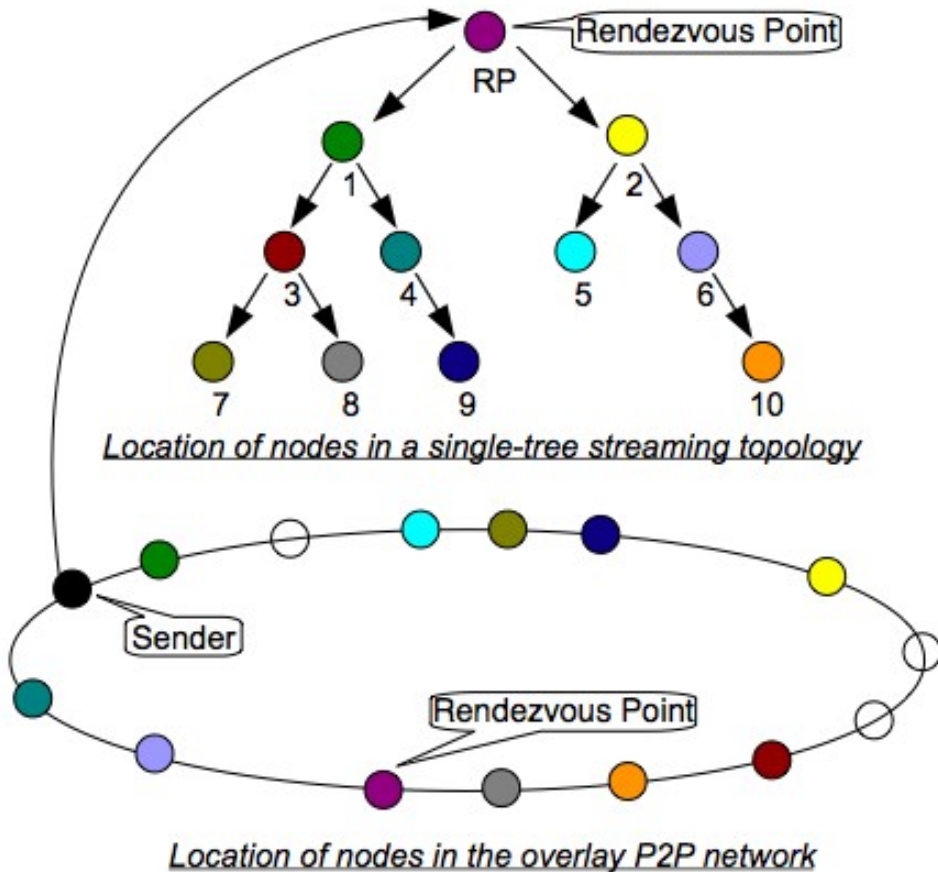 Rendezvous Point
RP
1
2
3
4
5
6
7
8
9
10
Location of nodes in a single-tree streaming topology
Sender
Rendezvous Point
Location of nodes in the overlay P2P network